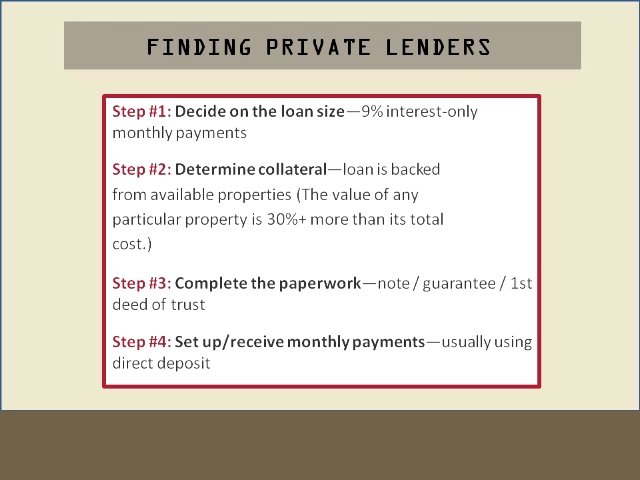 FINDING PRIVATE LENDERS
Step #1: Decide on the loan size—9% interest-only
monthly payments
Step #2: Determine collateral—loan is backed
from available properties (The value of any
particular property is 30%+ more than its total
cost.)
Step #3: Complete the paperwork—note / guarantee / 1st
deed of trust
Step #4: Set up/receive monthly payments—usually using
direct deposit